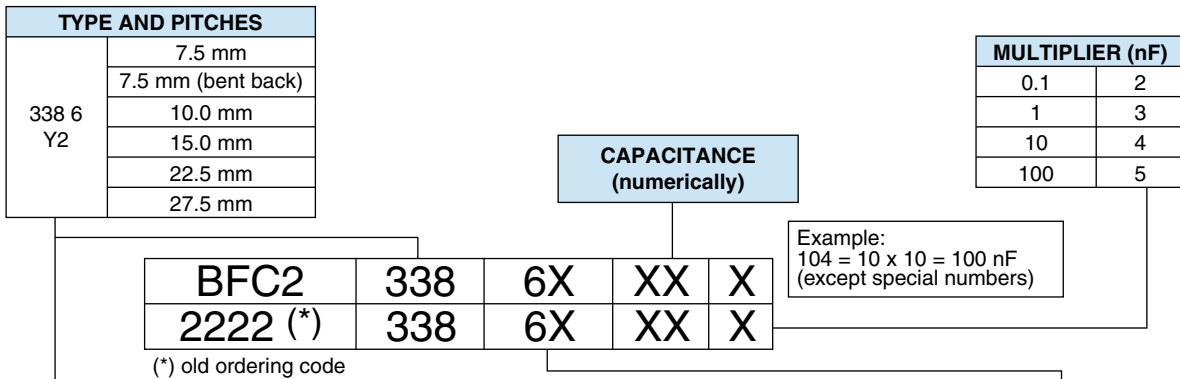 TYPE AND PITCHES
338 6
Y2
7.5 mm
7.5 mm (bent back)
10.0 mm
15.0 mm
22.5 mm
27.5 mm
CAPACITANCE
(numerically)
MULTIPLIER (nF)
0.1 2
1 3
10 4
100 5
Example:
104 = 10 x 10 = 100 nF
(except special numbers)
BFC2 338 6X XX X
2222 (*) 338 6X XX X
(*) old ordering code